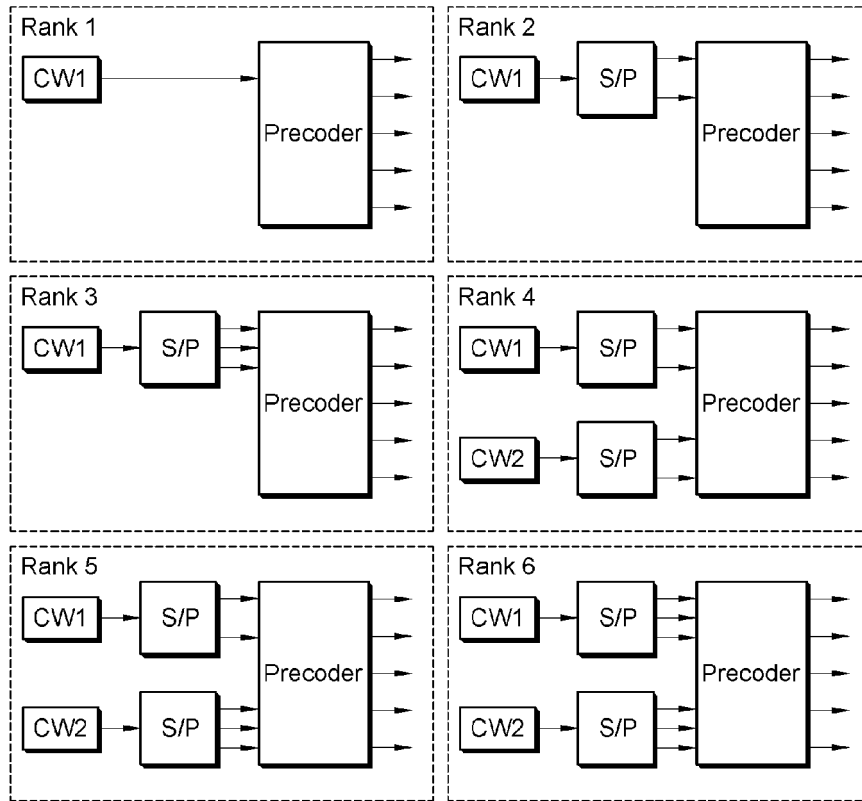 Rank 1
CW1
Precoder
Rank 2
CW1
S/P
Precoder
Rank 3
CW1
S/P
Precoder
Rank 4
CW1
S/P
Precoder
CW2
S/P
Rank 5
CW1
S/P
Precoder
CW2
S/P
Rank 6
CW1
S/P
Precoder
CW2
S/P